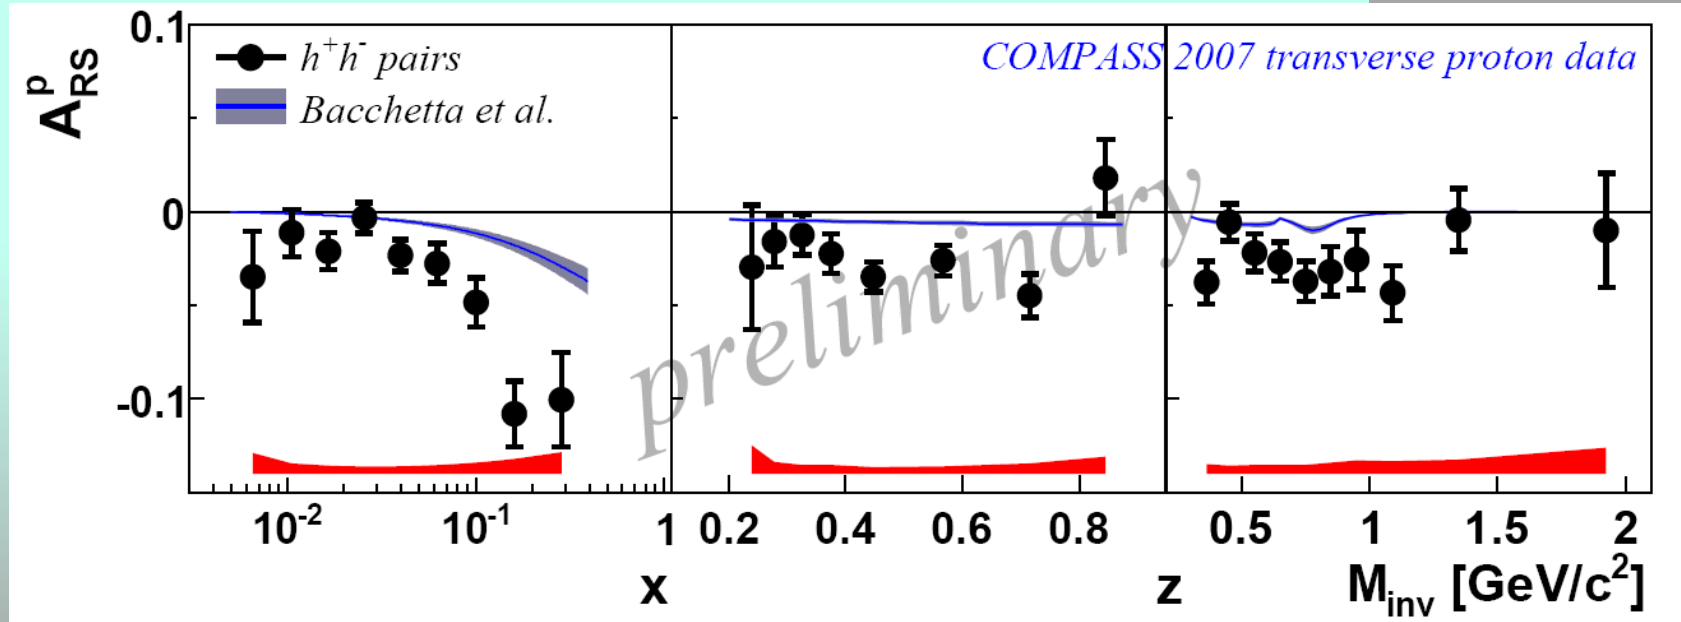 0.1
A^p_RS
h^+h^- pairs
Bacchetta et al.
COMPASS 2007 transverse proton data
0
-0.1
preliminary
10^-2 10^-1 1 0.2 0.4 0.6 0.8 0.5 1 1.5 2
x z M_inv [GeV/c^2]